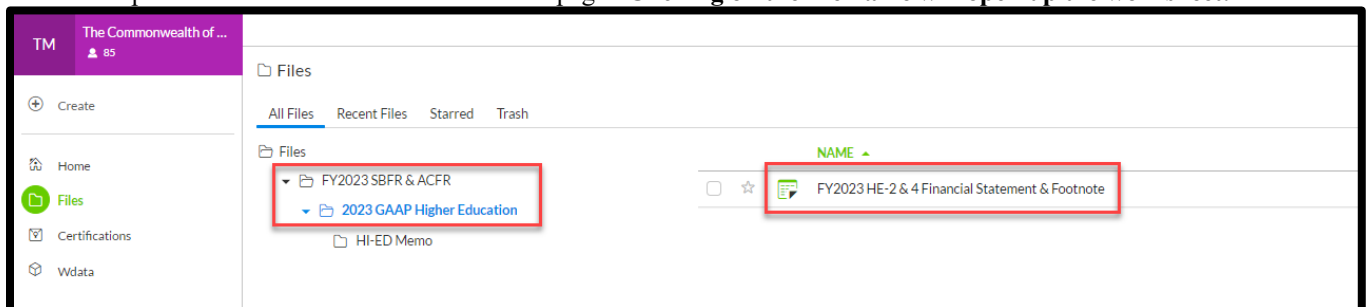 TM
The Commonwealth of ...
85
Create
Home
Files
Certifications
Wdata
Files
All Files Recent Files Starred Trash
Files
FY2023 SBFR & ACFR
2023 GAAP Higher Education
HI-ED Memo
NAME
FY2023 HE-2 & 4 Financial Statement & Footnote